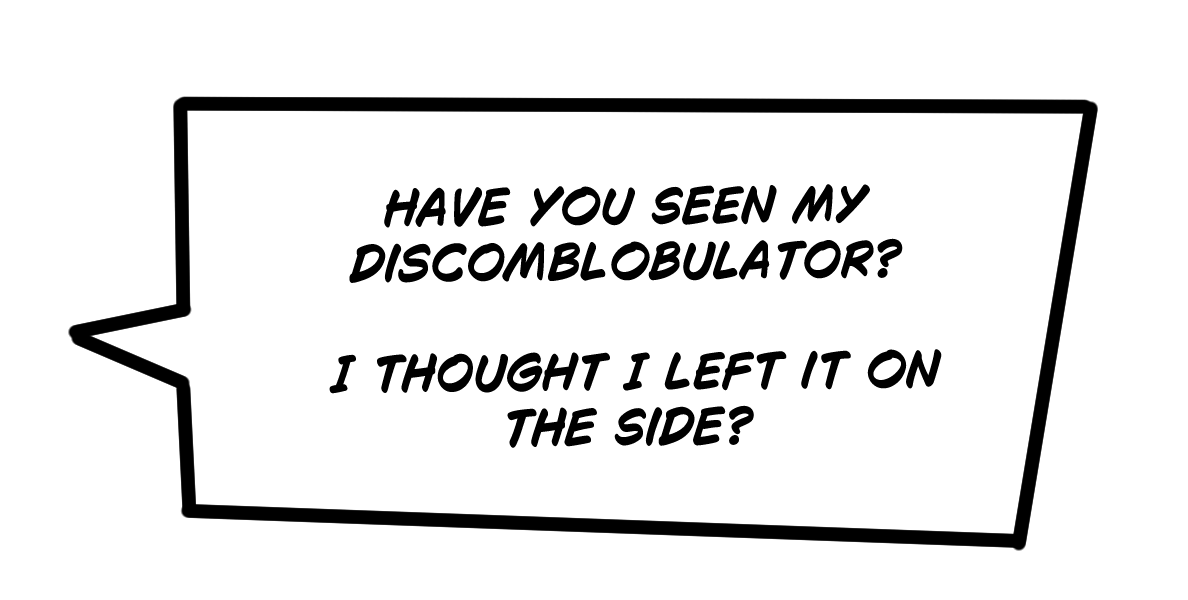 HAVE YOU SEEN MY
DISCOMBLOBULATOR?
I THOUGHT I LEFT IT ON
THE SIDE?